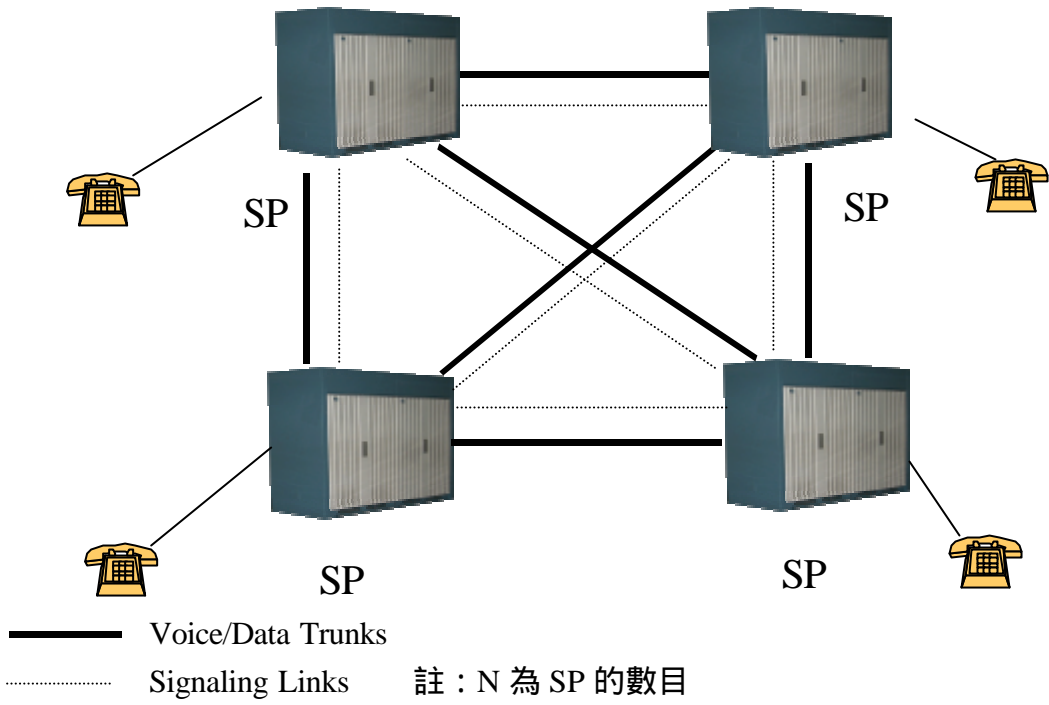 SP
SP
SP
SP
Voice/Data Trunks
Signaling Links 註：N 為 SP 的數目